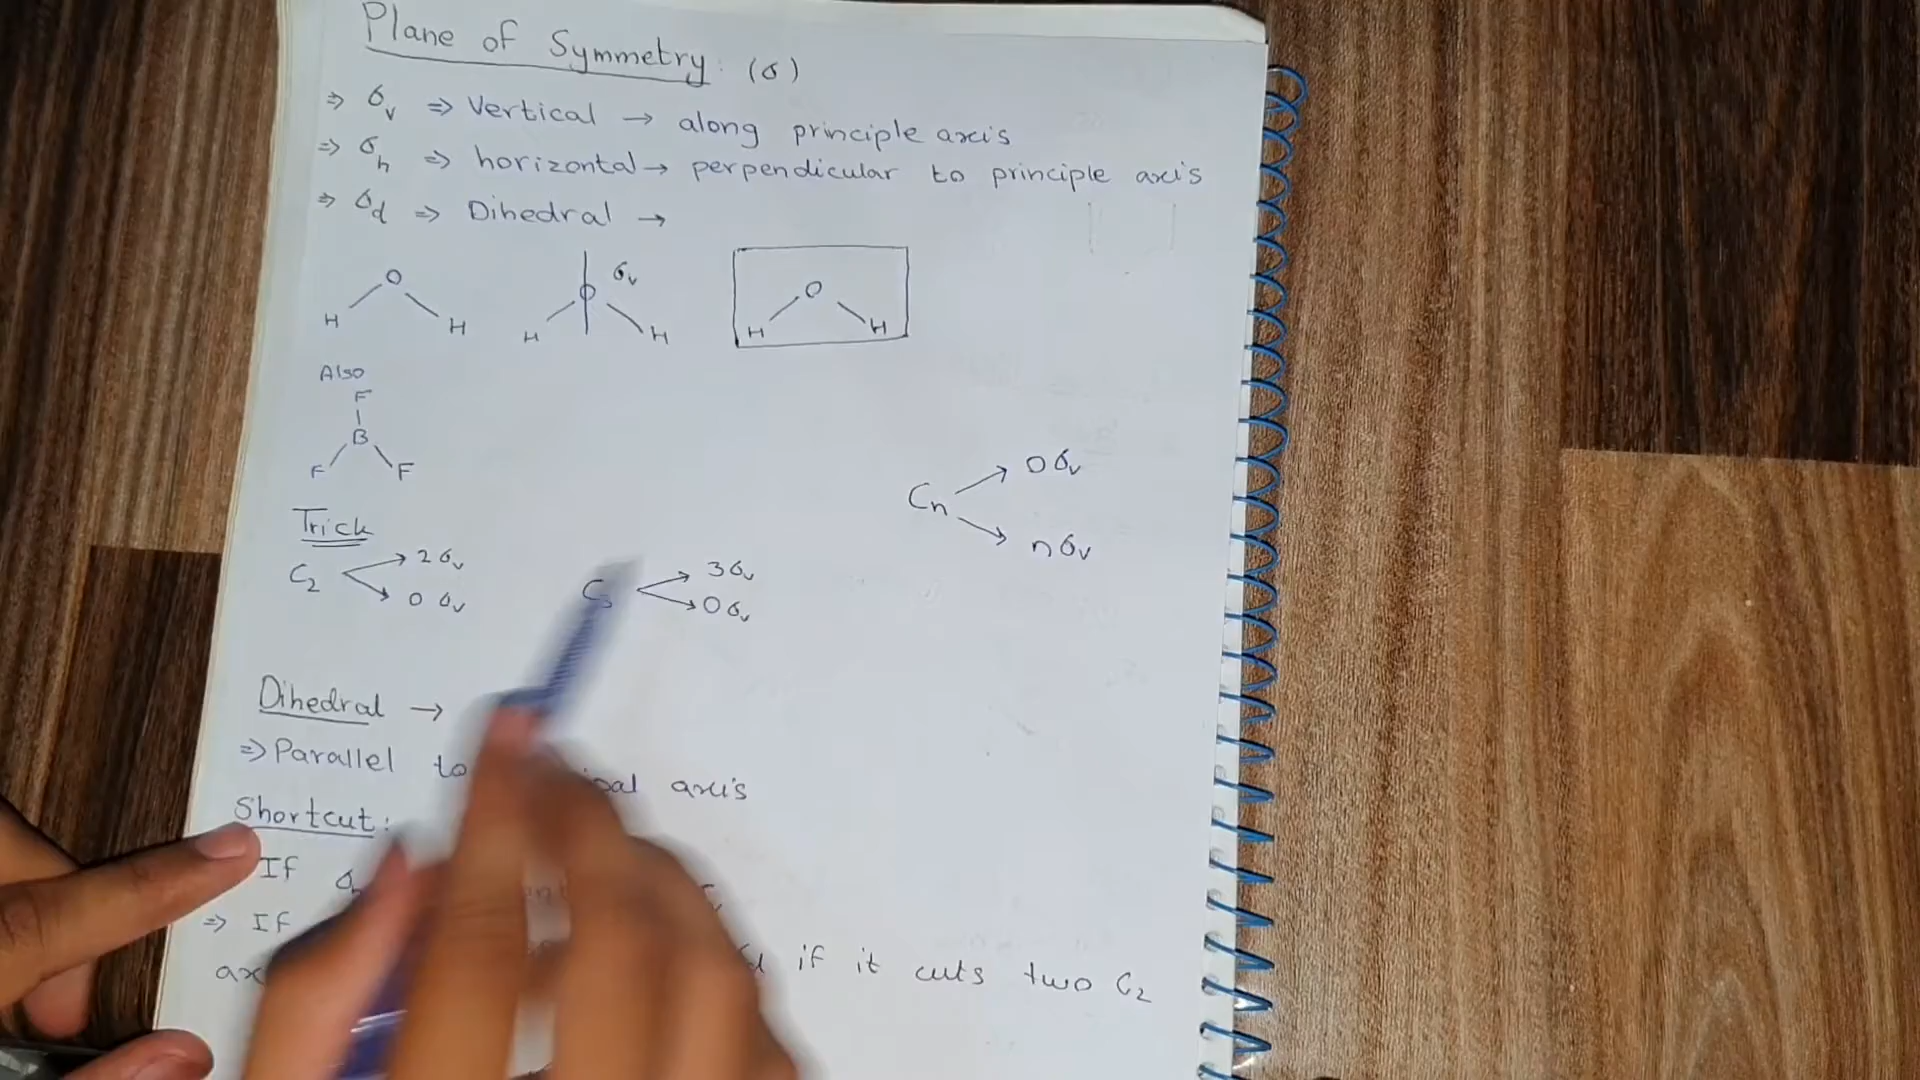 Plane of Symmetry: (σ)
⇒ σv ⇒ Vertical → along principle axis
⇒ σh ⇒ horizontal → perpendicular to principle axis
⇒ σd ⇒ Dihedral →
O H H
O σv H H
O H H
Also
F
B
F F
Cn → 0σv
→ nσv
Trick
C2 → 2σv
→ 0σv
C → 3σv
→ 0σv
Dihedral →
⇒ Parallel to axis
Shortcut:
If σh
⇒ If
if it cuts two C2